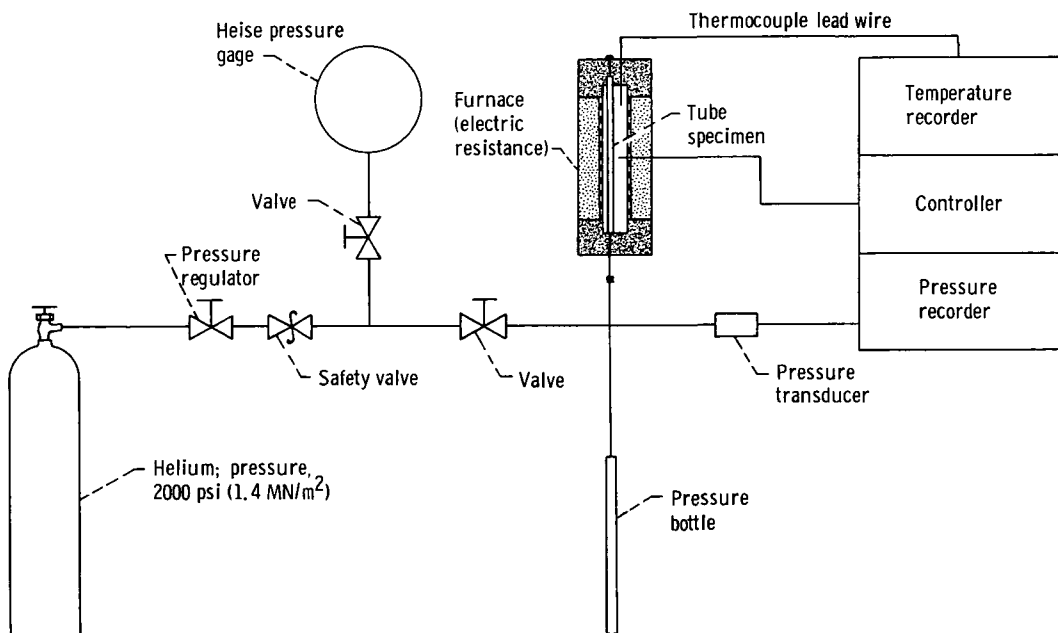 Heise pressure
gage
Thermocouple lead wire
Furnace
(electric
resistance)
Tube
specimen
Temperature
recorder
Valve
Controller
Pressure
regulator
Pressure
recorder
Safety valve
Valve
Pressure
transducer
Helium; pressure,
2000 psi (1.4 MN/m²)
Pressure
bottle